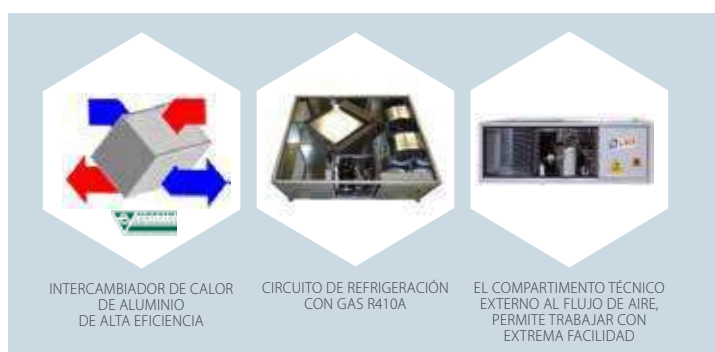 INTERCAMBIADOR DE CALOR
DE ALUMINIO
DE ALTA EFICIENCIA
CIRCUITO DE REFRIGERACIÓN
CON GAS R410A
EL COMPARTIMENTO TÉCNICO
EXTERNO AL FLUJO DE AIRE,
PERMITE TRABAJAR CON
EXTREMA FACILIDAD